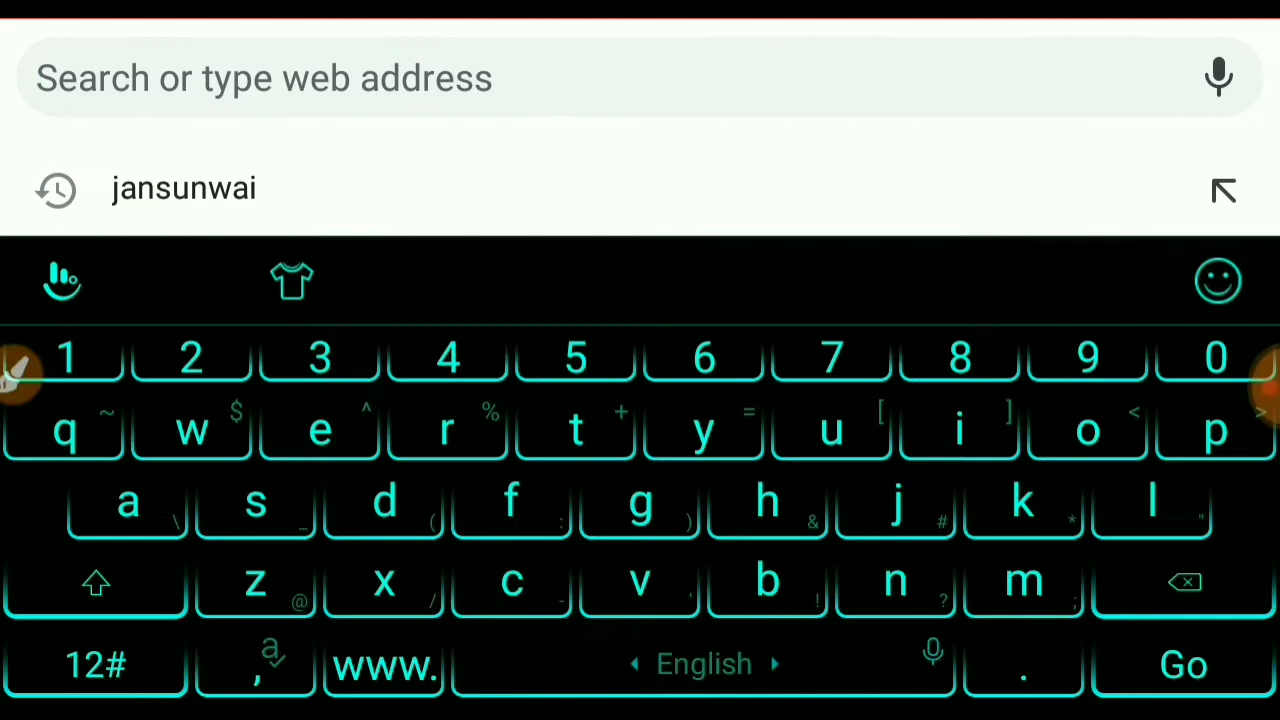 Search or type web address
jansunwai
1 2 3 4 5 6 7 8 9 0
q ~ w $ e ^ r % t + y = u [ i ] o < p >
a \ s _ d ( f : g ) h & j # k * l "
z @ x / c - v ' b ! n ? m ;
12# , a www. English . Go